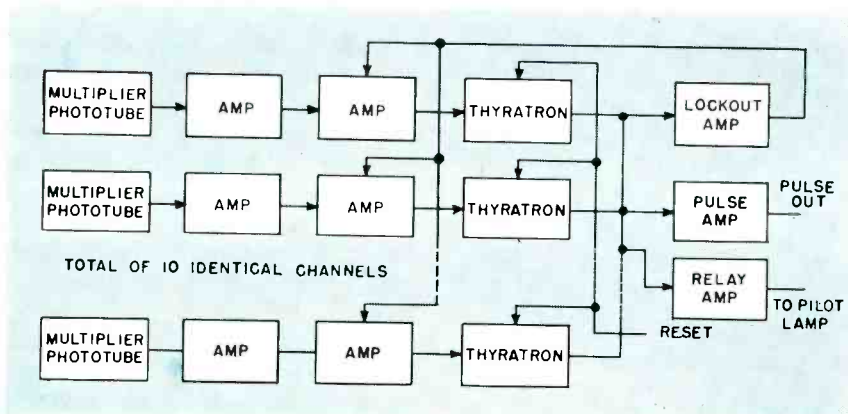 MULTIPLIER
PHOTOTUBE
AMP
AMP
THYRATRON
LOCKOUT
AMP
MULTIPLIER
PHOTOTUBE
AMP
AMP
THYRATRON
PULSE
AMP
PULSE
OUT
TOTAL OF 10 IDENTICAL CHANNELS
RELAY
AMP
TO PILOT
LAMP
RESET
MULTIPLIER
PHOTOTUBE
AMP
AMP
THYRATRON